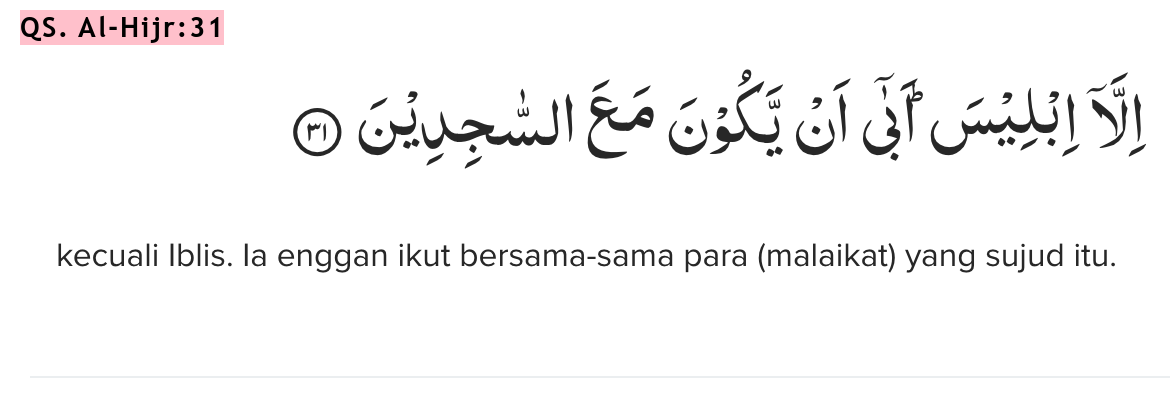 QS. Al-Hijr:31
اِلَّآ اِبْلِيْسَۗ اَبٰٓى اَنْ يَّكُوْنَ مَعَ السّٰجِدِيْنَ ٣١
kecuali Iblis. Ia enggan ikut bersama-sama para (malaikat) yang sujud itu.